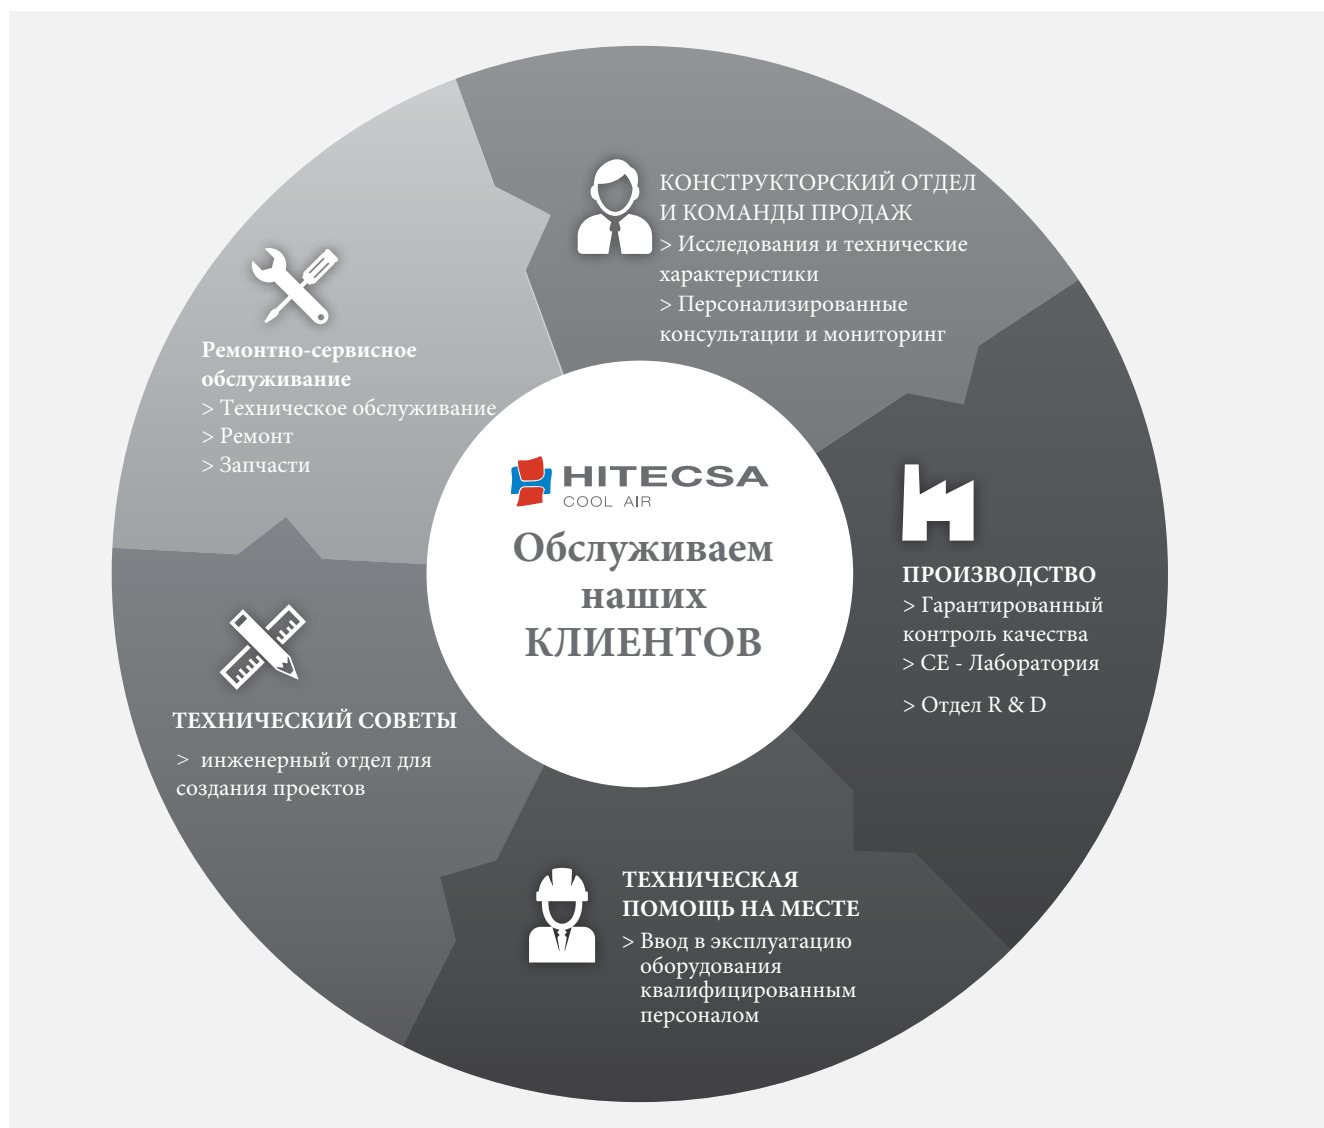 КОНСТРУКТОРСКИЙ ОТДЕЛ
И КОМАНДЫ ПРОДАЖ
> Исследования и технические
характеристики
> Персонализированные
консультации и мониторинг
Ремонтно-сервисное
обслуживание
> Техническое обслуживание
> Ремонт
> Запчасти
HITECSA
COOL AIR
Обслуживаем
наших
КЛИЕНТОВ
ПРОИЗВОДСТВО
> Гарантированный
контроль качества
> CE - Лаборатория
> Отдел R & D
ТЕХНИЧЕСКИЙ СОВЕТЫ
> инженерный отдел для
создания проектов
ТЕХНИЧЕСКАЯ
ПОМОЩЬ НА МЕСТЕ
> Ввод в эксплуатацию
оборудования
квалифицированным
персоналом